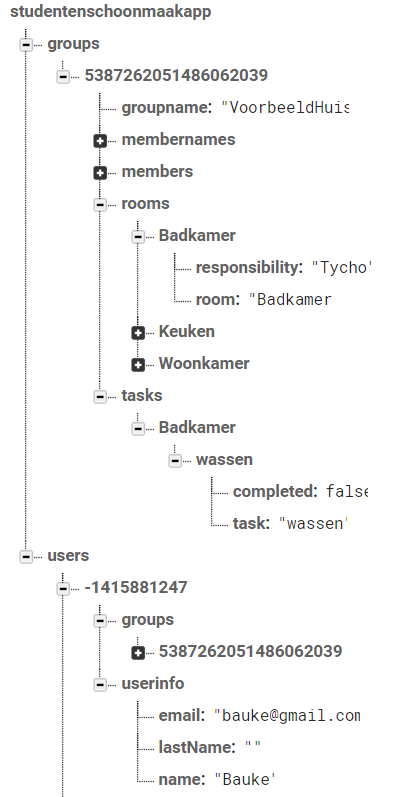 studentenschoonmaakapp
groups
5387262051486062039
groupname: "VoorbeeldHuis
membernames
members
rooms
Badkamer
responsibility: "Tycho'
room: "Badkamer
Keuken
Woonkamer
tasks
Badkamer
wassen
completed: false
task: "wassen'
users
-1415881247
groups
5387262051486062039
userinfo
email: "bauke@gmail.com
lastName: ""
name: "Bauke'